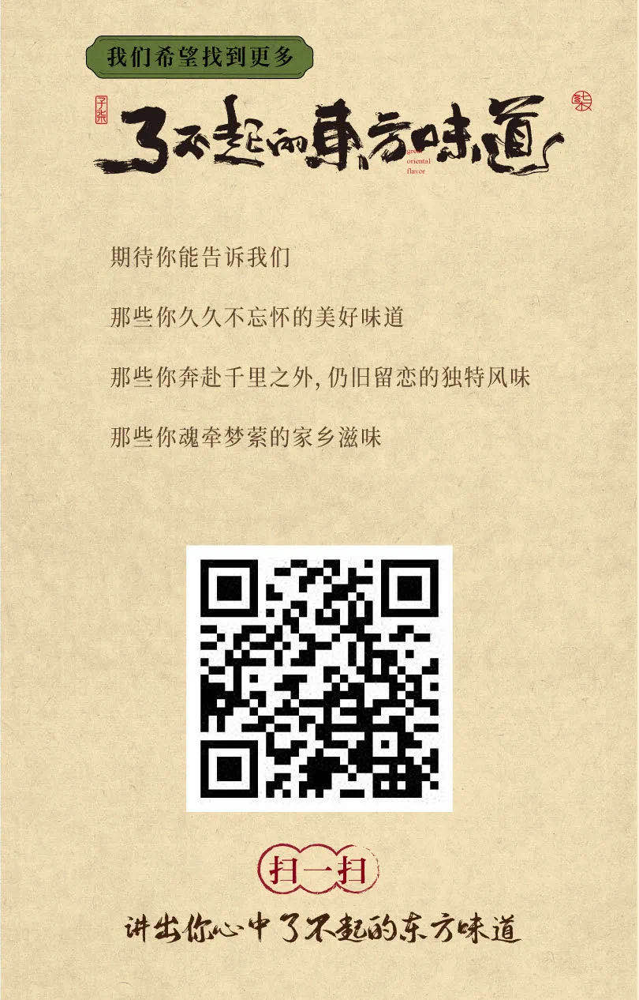 我们希望找到更多
子柒
了不起的东方味道
柒
great
oriental
flavor
期待你能告诉我们
那些你久久不忘怀的美好味道
那些你奔赴千里之外,仍旧留恋的独特风味
那些你魂牵梦萦的家乡滋味
扫一扫
讲出你心中了不起的东方味道